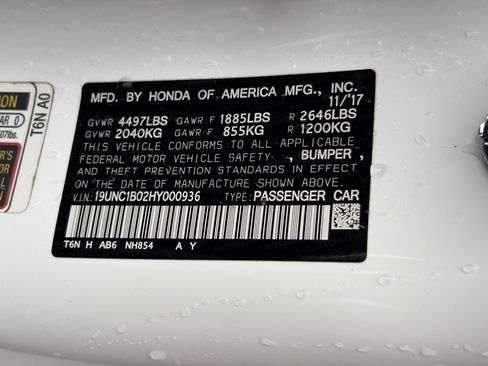 MFD. BY HONDA OF AMERICA MFG., INC.
11/'17
GVWR 4497LBS GAWR F 1885LBS R 2646LBS
GVWR 2040KG GAWR F 855KG R 1200KG
THIS VEHICLE CONFORMS TO ALL APPLICABLE
FEDERAL MOTOR VEHICLE SAFETY , BUMPER ,
AND THEFT PREVENTION STANDARDS IN EFFECT
ON THE DATE OF MANUFACTURE SHOWN ABOVE.
V.I.N: 19UNC1B02HY000936 TYPE: PASSENGER CAR
T6N H AB6 NH854 A Y
T6N A0